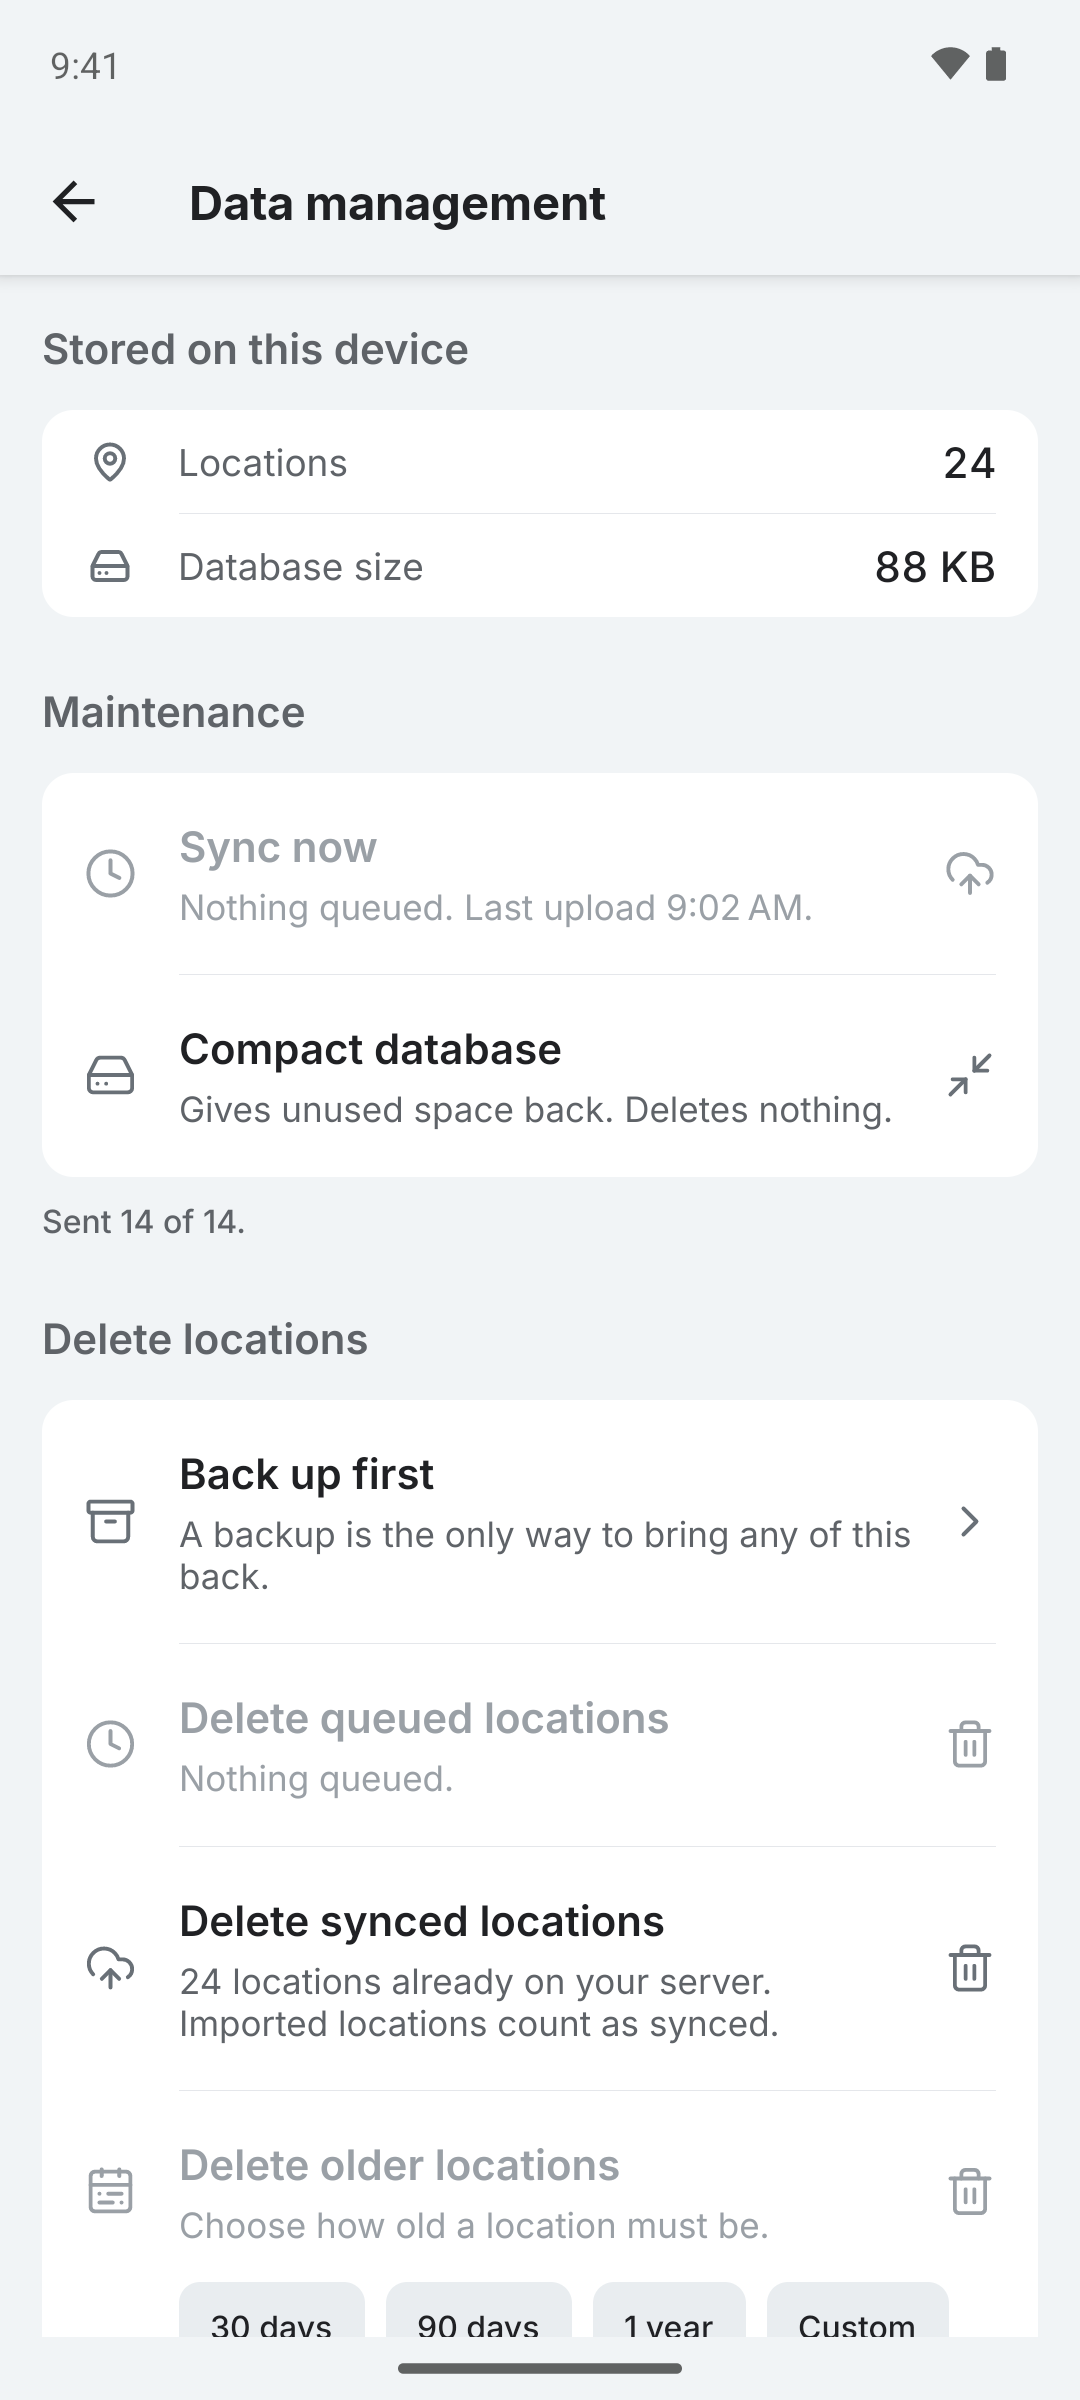 9:41
Data management
Stored on this device
Locations 24
Database size 88 KB
Maintenance
Sync now
Nothing queued. Last upload 9:02 AM.
Compact database
Gives unused space back. Deletes nothing.
Sent 14 of 14.
Delete locations
Back up first
A backup is the only way to bring any of this
back.
Delete queued locations
Nothing queued.
Delete synced locations
24 locations already on your server.
Imported locations count as synced.
Delete older locations
Choose how old a location must be.
30 days 90 days 1 year Custom